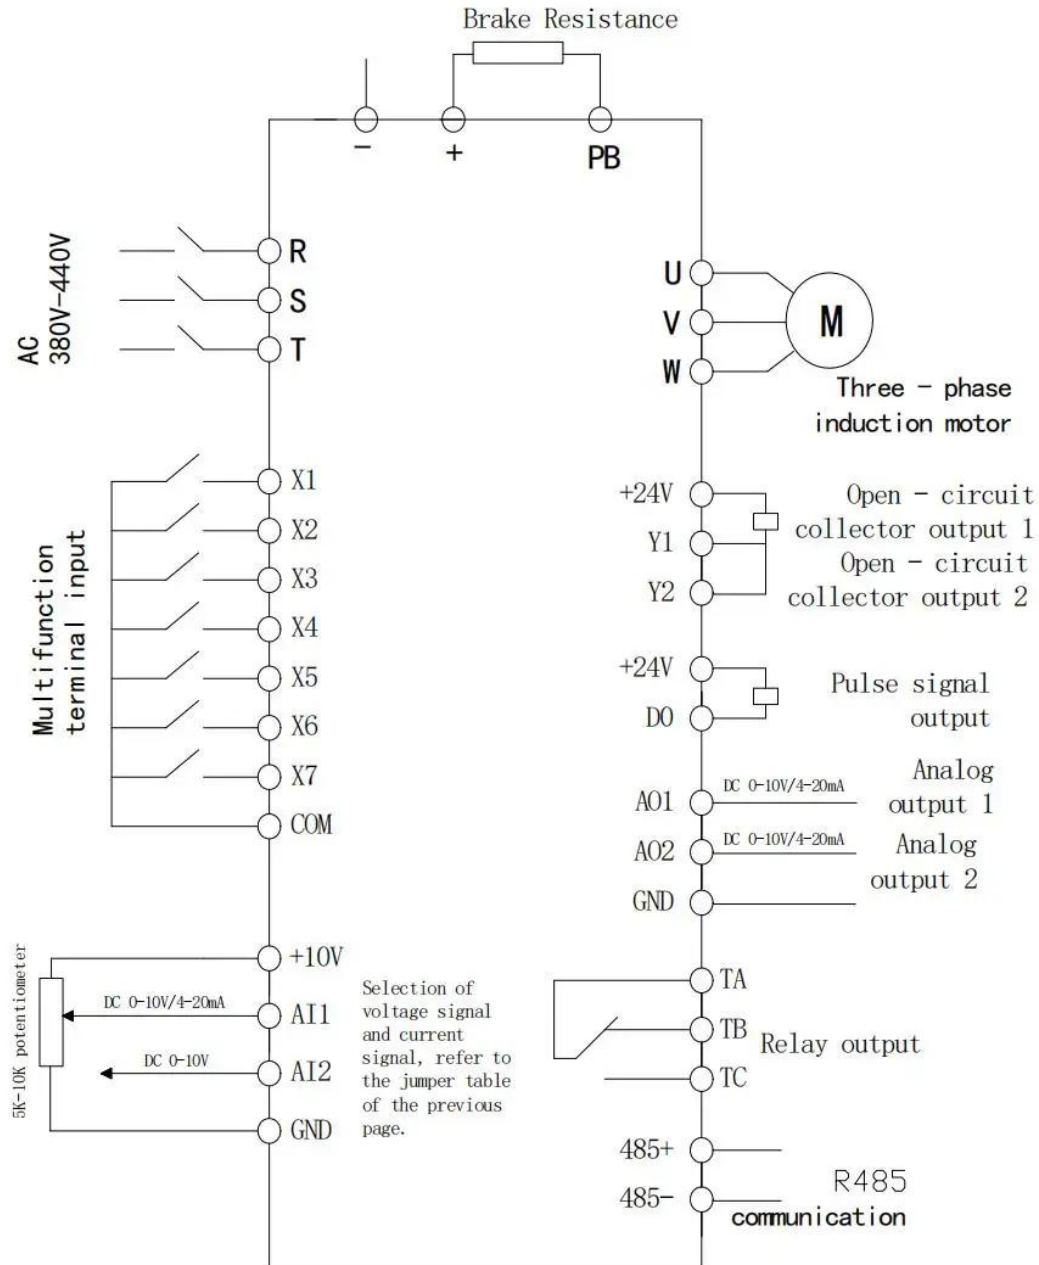 Brake Resistance
-
+
PB
AC
380V-440V
R
S
T
U
V
W
M
Three - phase
induction motor
Multifunction
terminal input
X1
X2
X3
X4
X5
X6
X7
COM
+24V
Y1
Y2
Open - circuit
collector output 1
Open - circuit
collector output 2
+24V
DO
Pulse signal
output
AO1
DC 0-10V/4-20mA
Analog
output 1
AO2
DC 0-10V/4-20mA
Analog
output 2
GND
5K-10K potentiometer
+10V
DC 0-10V/4-20mA
AI1
DC 0-10V
AI2
GND
Selection of
voltage signal
and current
signal, refer to
the jumper table
of the previous
page.
TA
TB
TC
Relay output
485+
485-
R485
communication